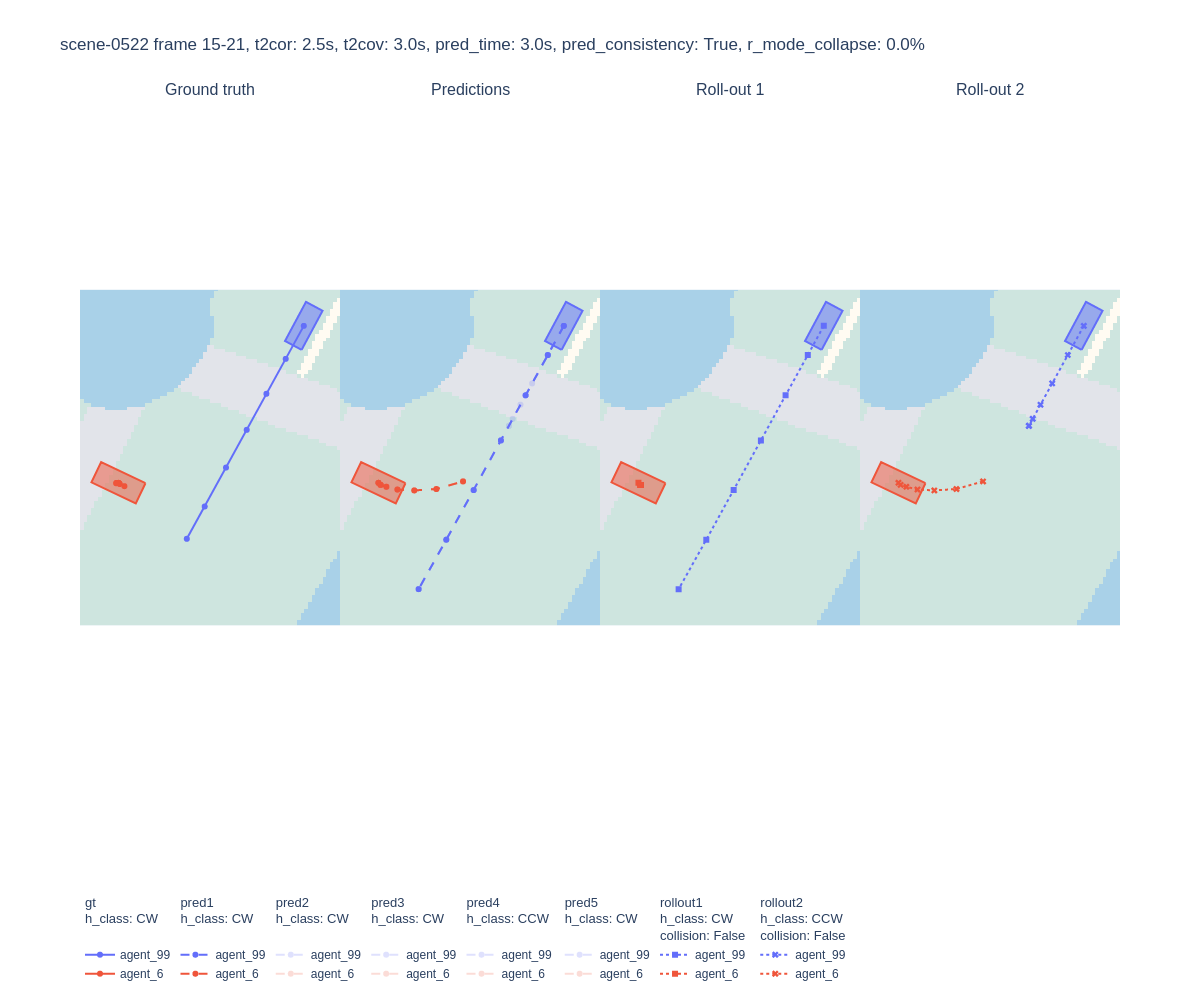 scene-0522 frame 15-21, t2cor: 2.5s, t2cov: 3.0s, pred_time: 3.0s, pred_consistency: True, r_mode_collapse: 0.0%
Ground truth
Predictions
Roll-out 1
Roll-out 2
gt
h_class: CW
agent_99
agent_6
pred1
h_class: CW
agent_99
agent_6
pred2
h_class: CW
agent_99
agent_6
pred3
h_class: CW
agent_99
agent_6
pred4
h_class: CCW
agent_99
agent_6
pred5
h_class: CW
agent_99
agent_6
rollout1
h_class: CW
collision: False
agent_99
agent_6
rollout2
h_class: CCW
collision: False
agent_99
agent_6